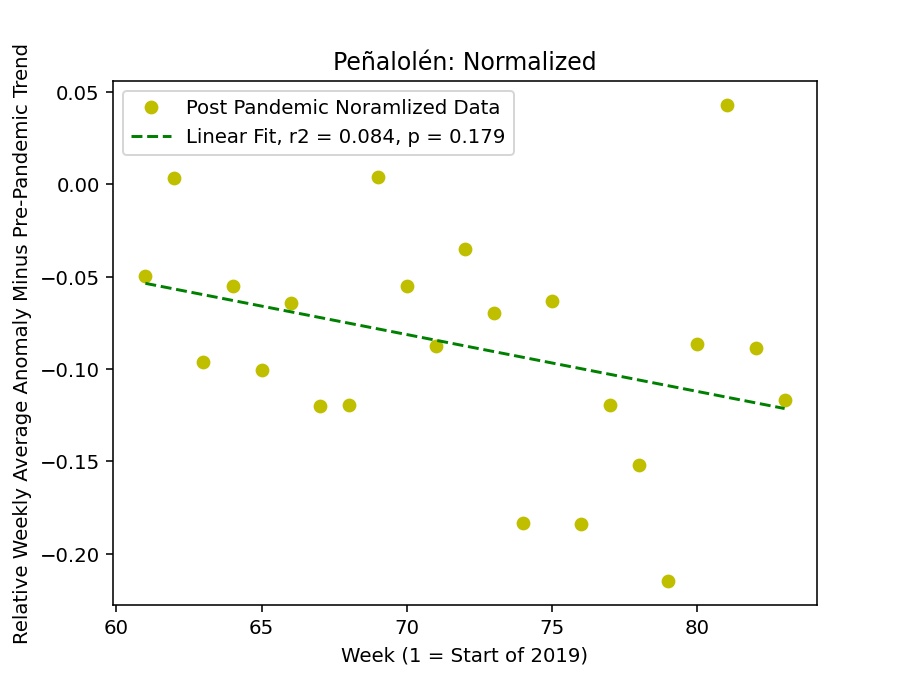 Peñalolén: Normalized
Relative Weekly Average Anomaly Minus Pre-Pandemic Trend
0.05
0.00
−0.05
−0.10
−0.15
−0.20
Post Pandemic Noramlized Data
Linear Fit, r2 = 0.084, p = 0.179
60
65
70
75
80
Week (1 = Start of 2019)